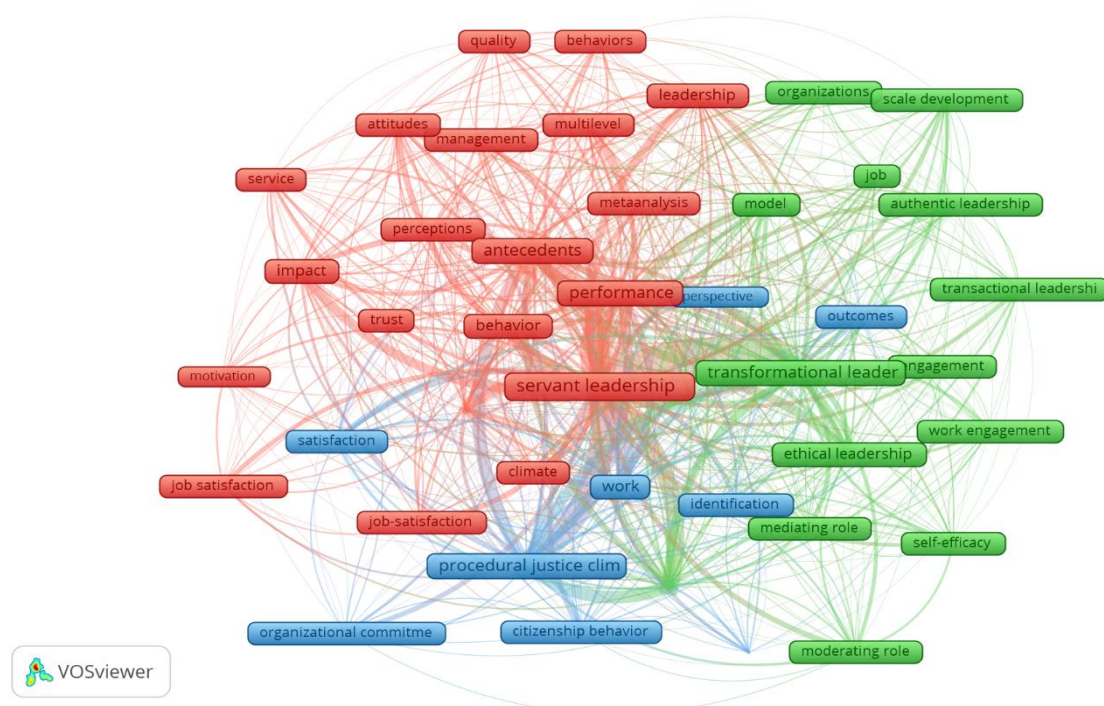 quality
behaviors
leadership
organizations
scale development
attitudes
management
multilevel
service
job
perceptions
metaanalysis
model
authentic leadership
antecedents
impact
performance
perspective
transactional leadershi
trust
behavior
outcomes
motivation
servant leadership
transformational leader
engagement
satisfaction
work engagement
ethical leadership
climate
job satisfaction
work
identification
job-satisfaction
mediating role
self-efficacy
procedural justice clim
organizational commitme
citizenship behavior
moderating role
VOSviewer